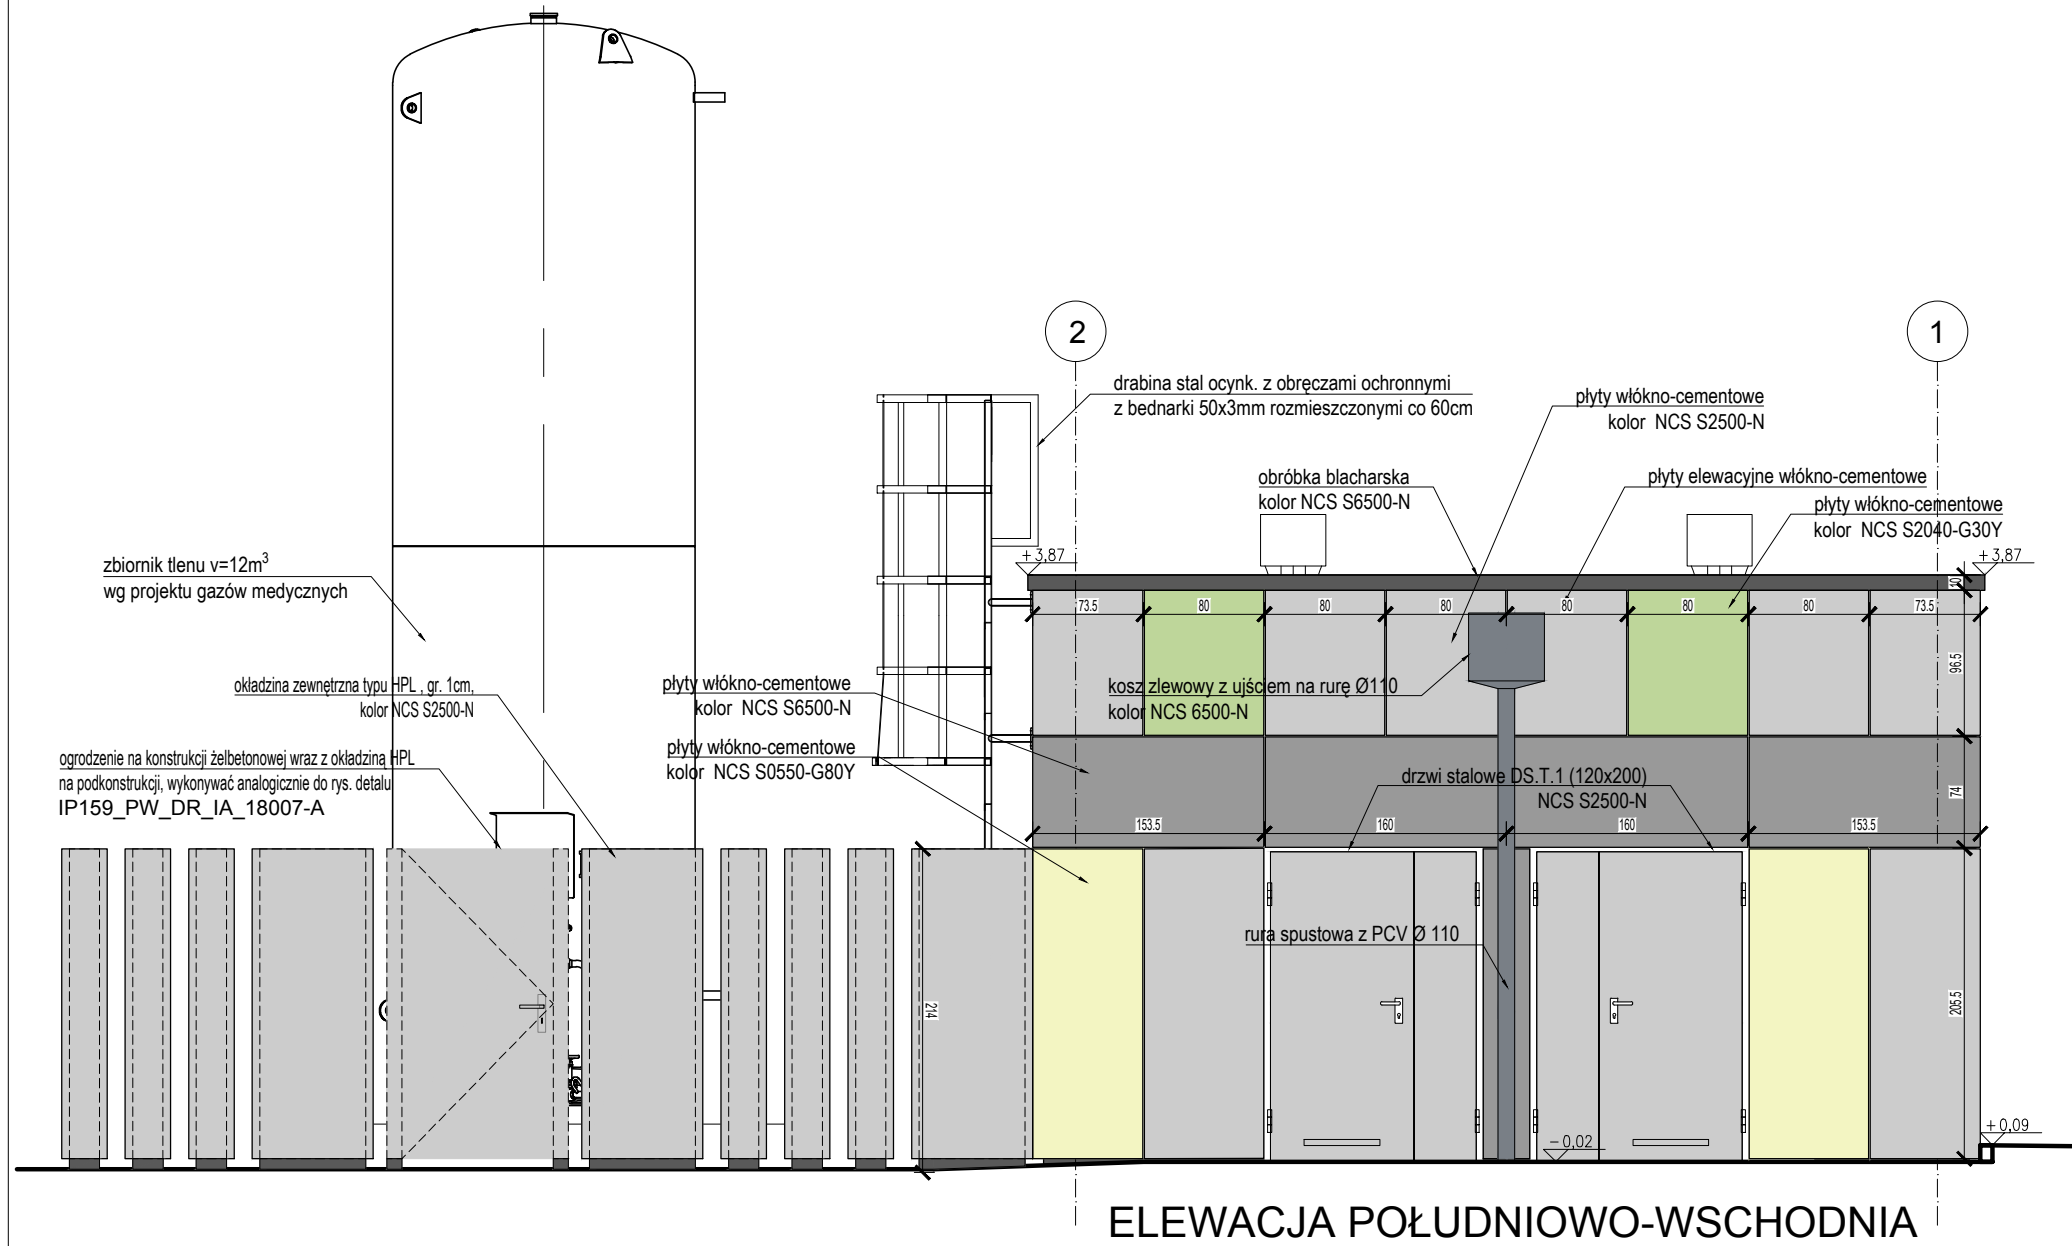 2
1
drabina stal ocynk. z obręczami ochronnymi
z bednarki 50x3mm rozmieszczonymi co 60cm
płyty włókno-cementowe
kolor NCS S2500-N
obróbka blacharska
kolor NCS S6500-N
płyty elewacyjne włókno-cementowe
płyty włókno-cementowe
kolor NCS S2040-G30Y
+3,87
+3,87
zbiornik tlenu v=12m³
wg projektu gazów medycznych
10
73.5 80 80 80 80 80 80 73.5
96.5
okładzina zewnętrzna typu HPL , gr. 1cm,
kolor NCS S2500-N
płyty włókno-cementowe
kolor NCS S6500-N
kosz zlewowy z ujściem na rurę Ø110
kolor NCS 6500-N
ogrodzenie na konstrukcji żelbetonowej wraz z okładziną HPL
na podkonstrukcji, wykonywać analogicznie do rys. detalu
IP159_PW_DR_IA_18007-A
płyty włókno-cementowe
kolor NCS S0550-G80Y
drzwi stalowe DS.T.1 (120x200)
NCS S2500-N
74
153.5 160 160 153.5
rura spustowa z PCV Ø 110
214
205.5
-0,02
+0,09
ELEWACJA POŁUDNIOWO-WSCHODNIA